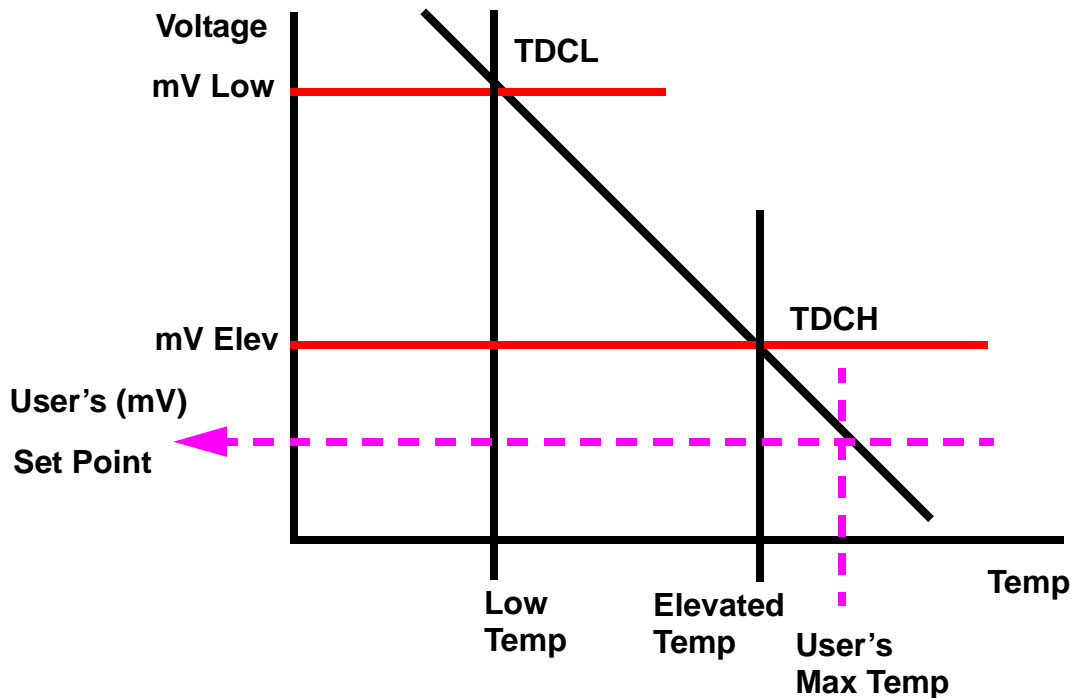 Voltage
TDCL
mV Low
TDCH
mV Elev
User’s (mV)
Set Point
Temp
Low
Temp
Elevated
Temp
User’s
Max Temp